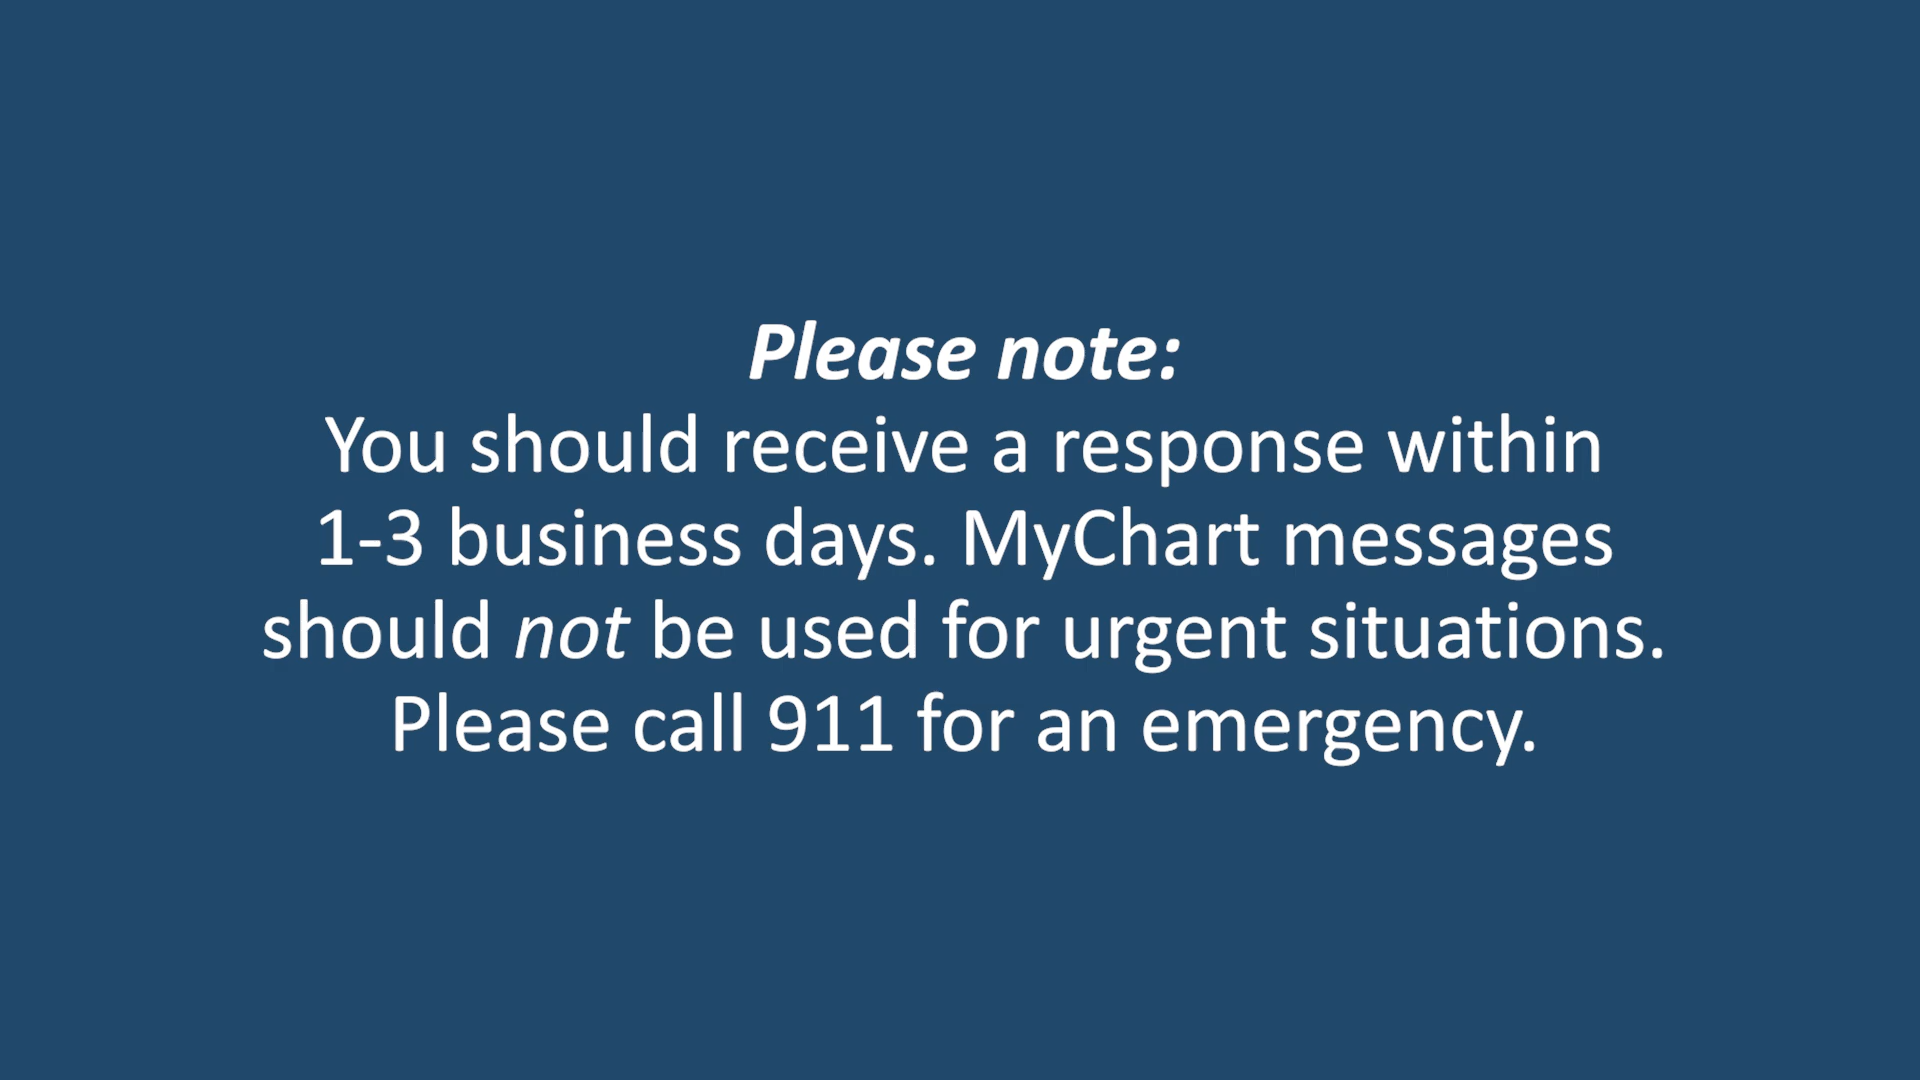 Please note:
You should receive a response within
1-3 business days. MyChart messages
should not be used for urgent situations.
Please call 911 for an emergency.